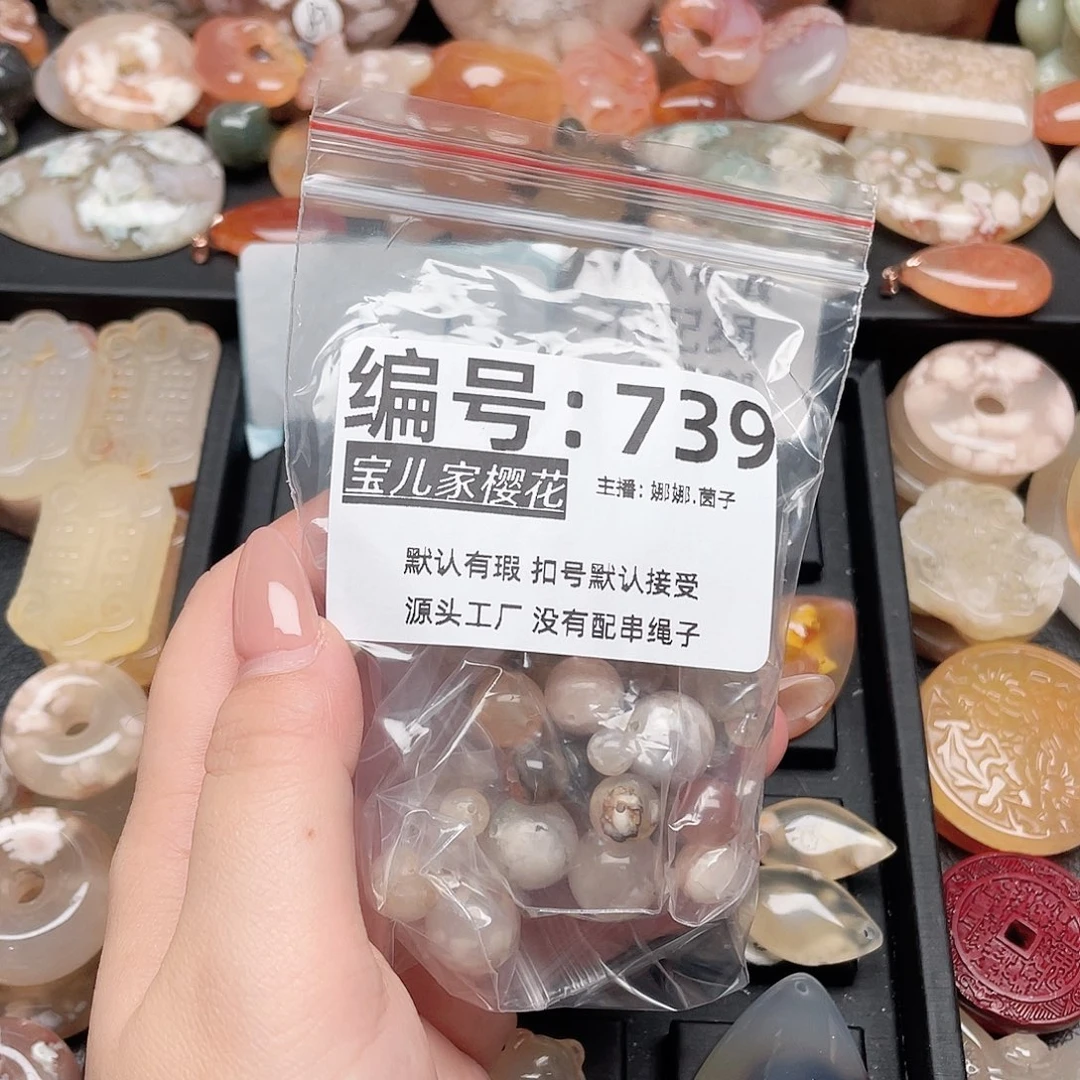 编号：739
宝儿家樱花 主播：娜娜.茵子
默认有瑕 扣号默认接受
源头工厂 没有配串绳子